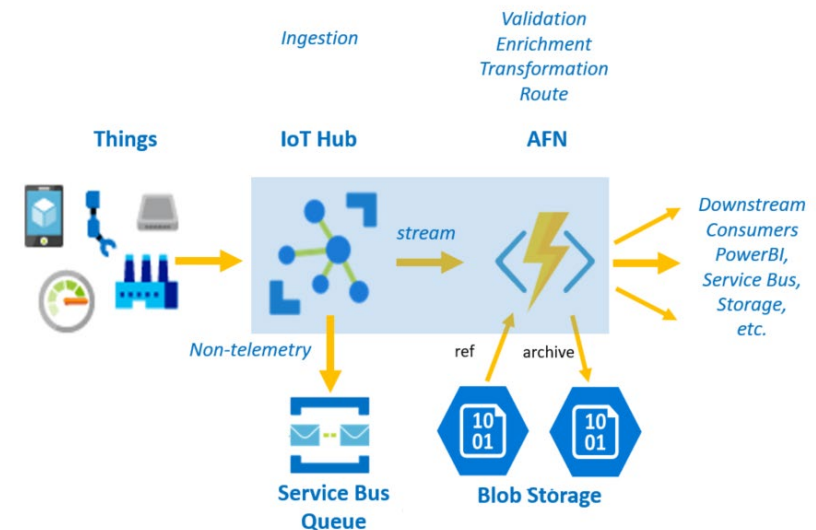 Ingestion
Validation
Enrichment
Transformation
Route
Things
IoT Hub
AFN
stream
Downstream
Consumers
PowerBI,
Service Bus,
Storage,
etc.
Non-telemetry
ref
archive
10
01
10
01
Service Bus
Queue
Blob Storage